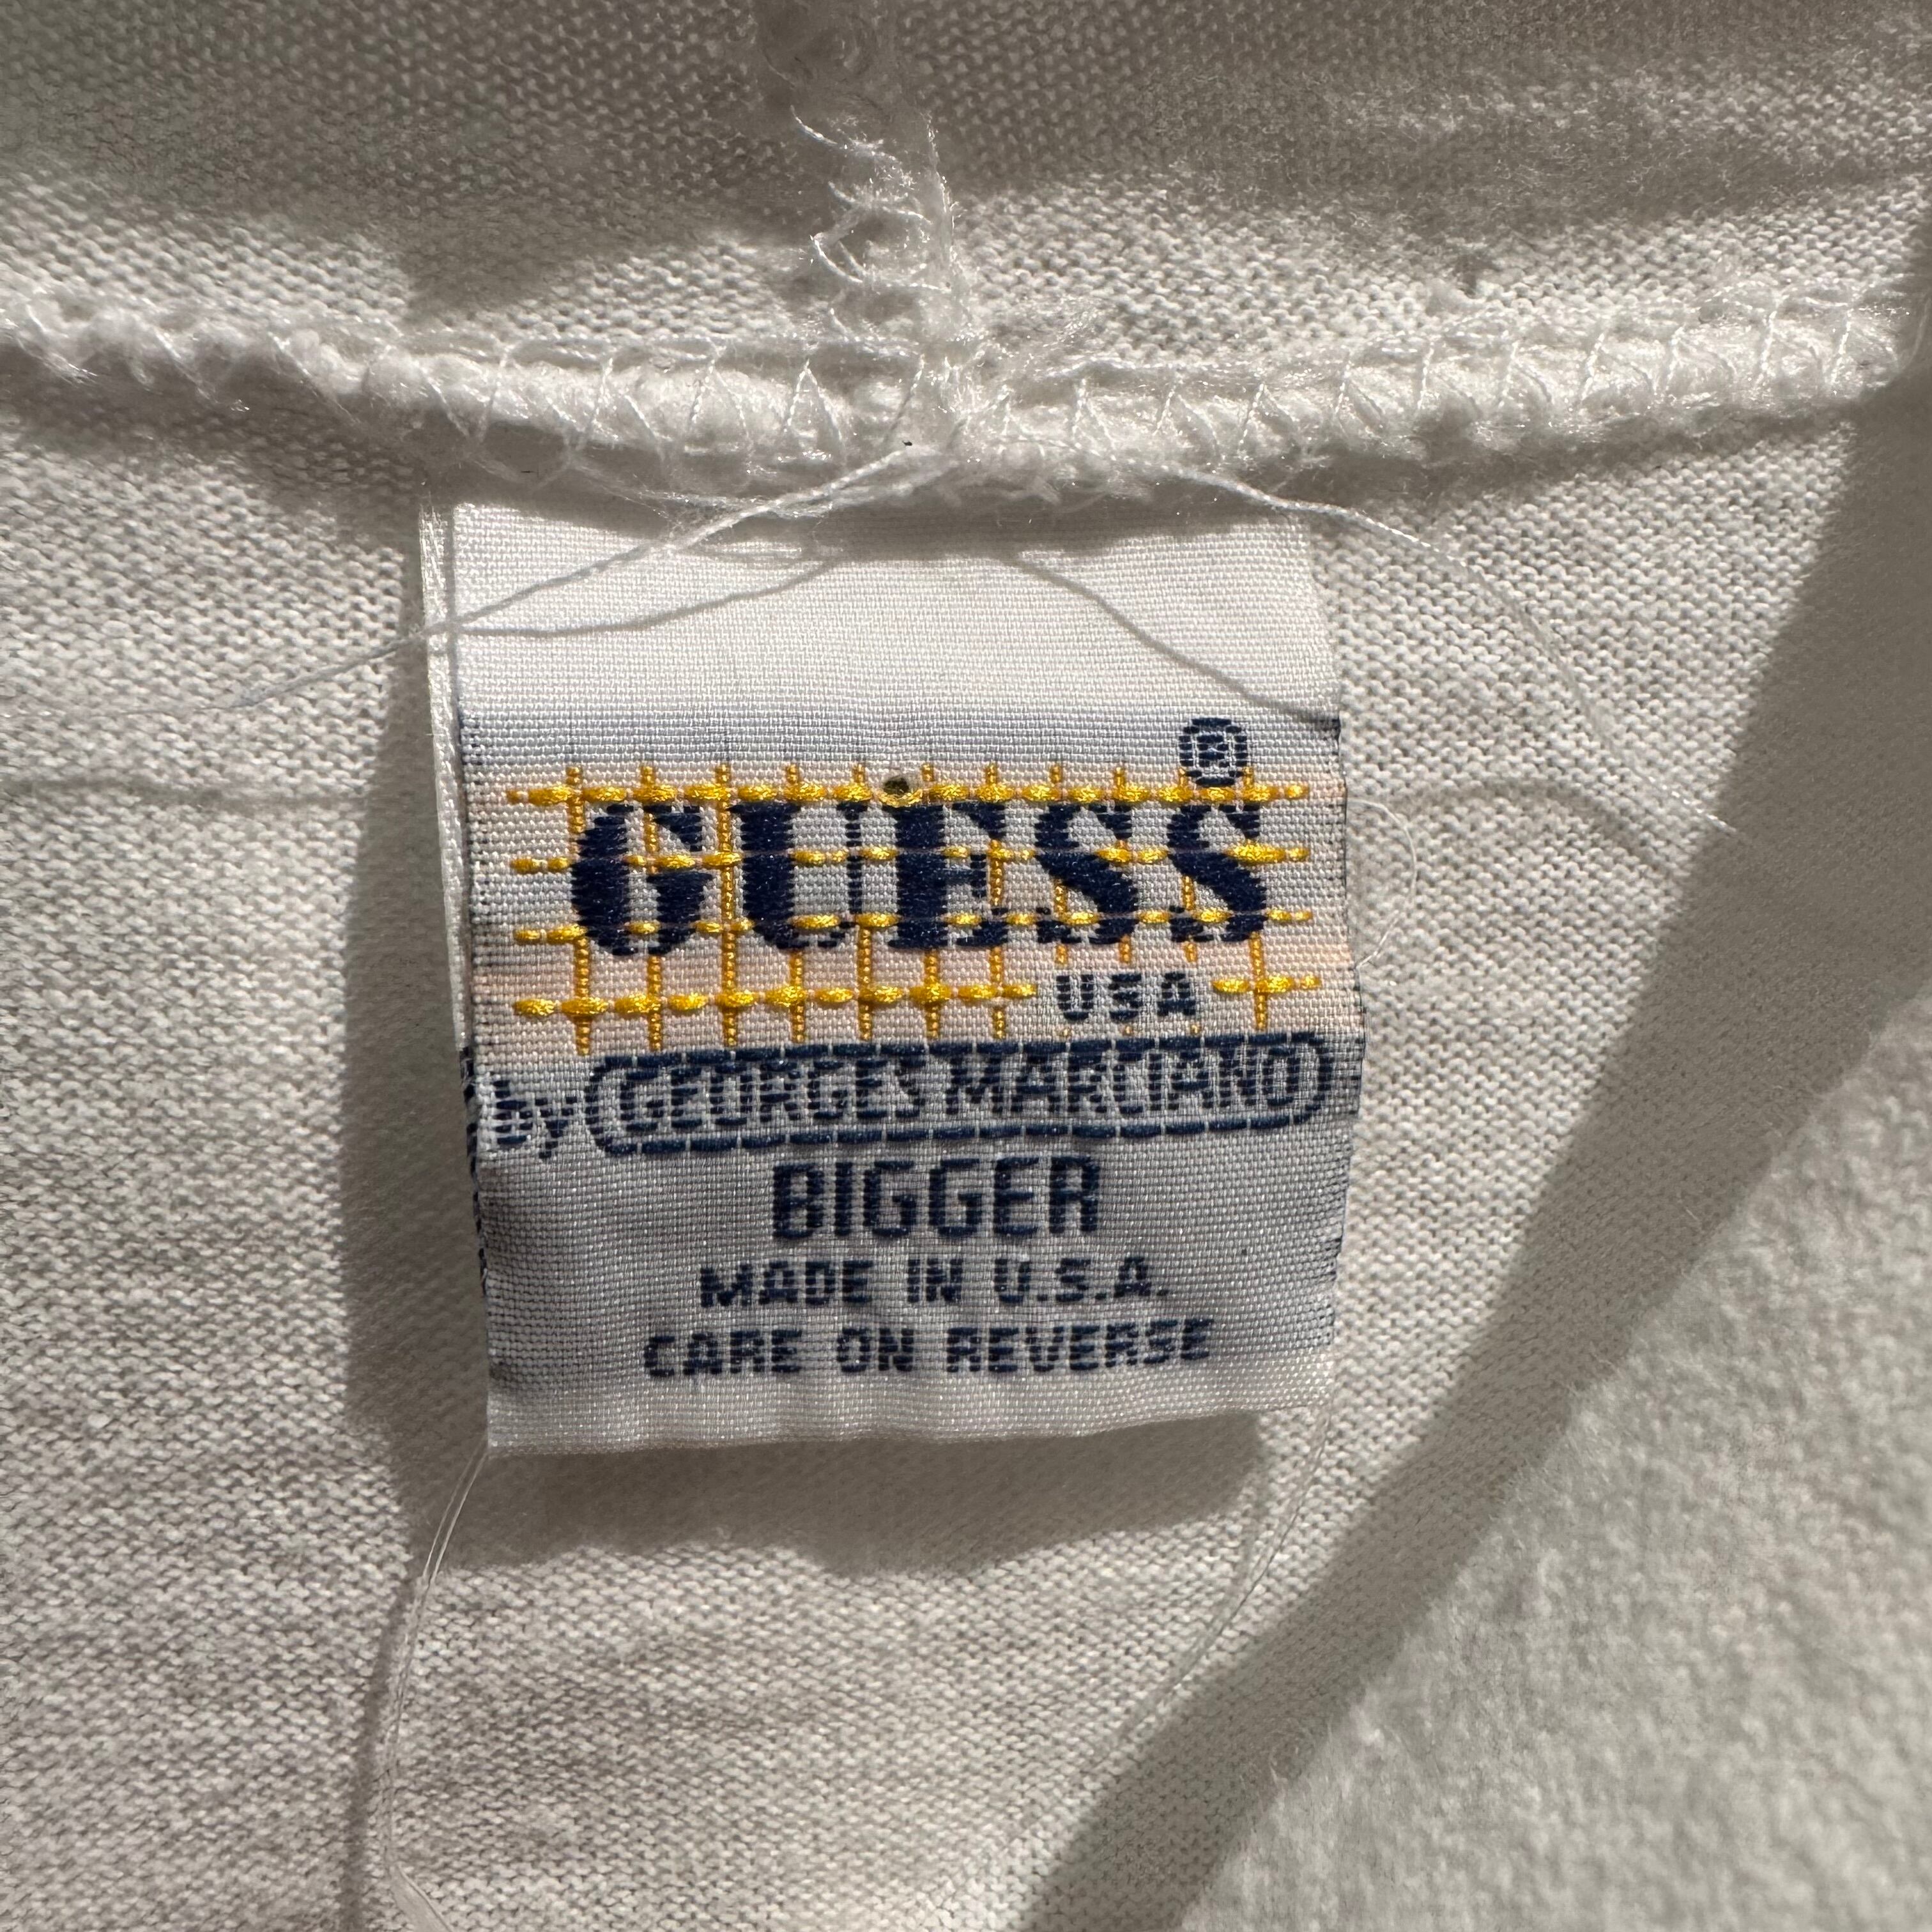 ®
GUESS
USA
by GEORGES MARCIANO
BIGGER
MADE IN U.S.A.
CARE ON REVERSE